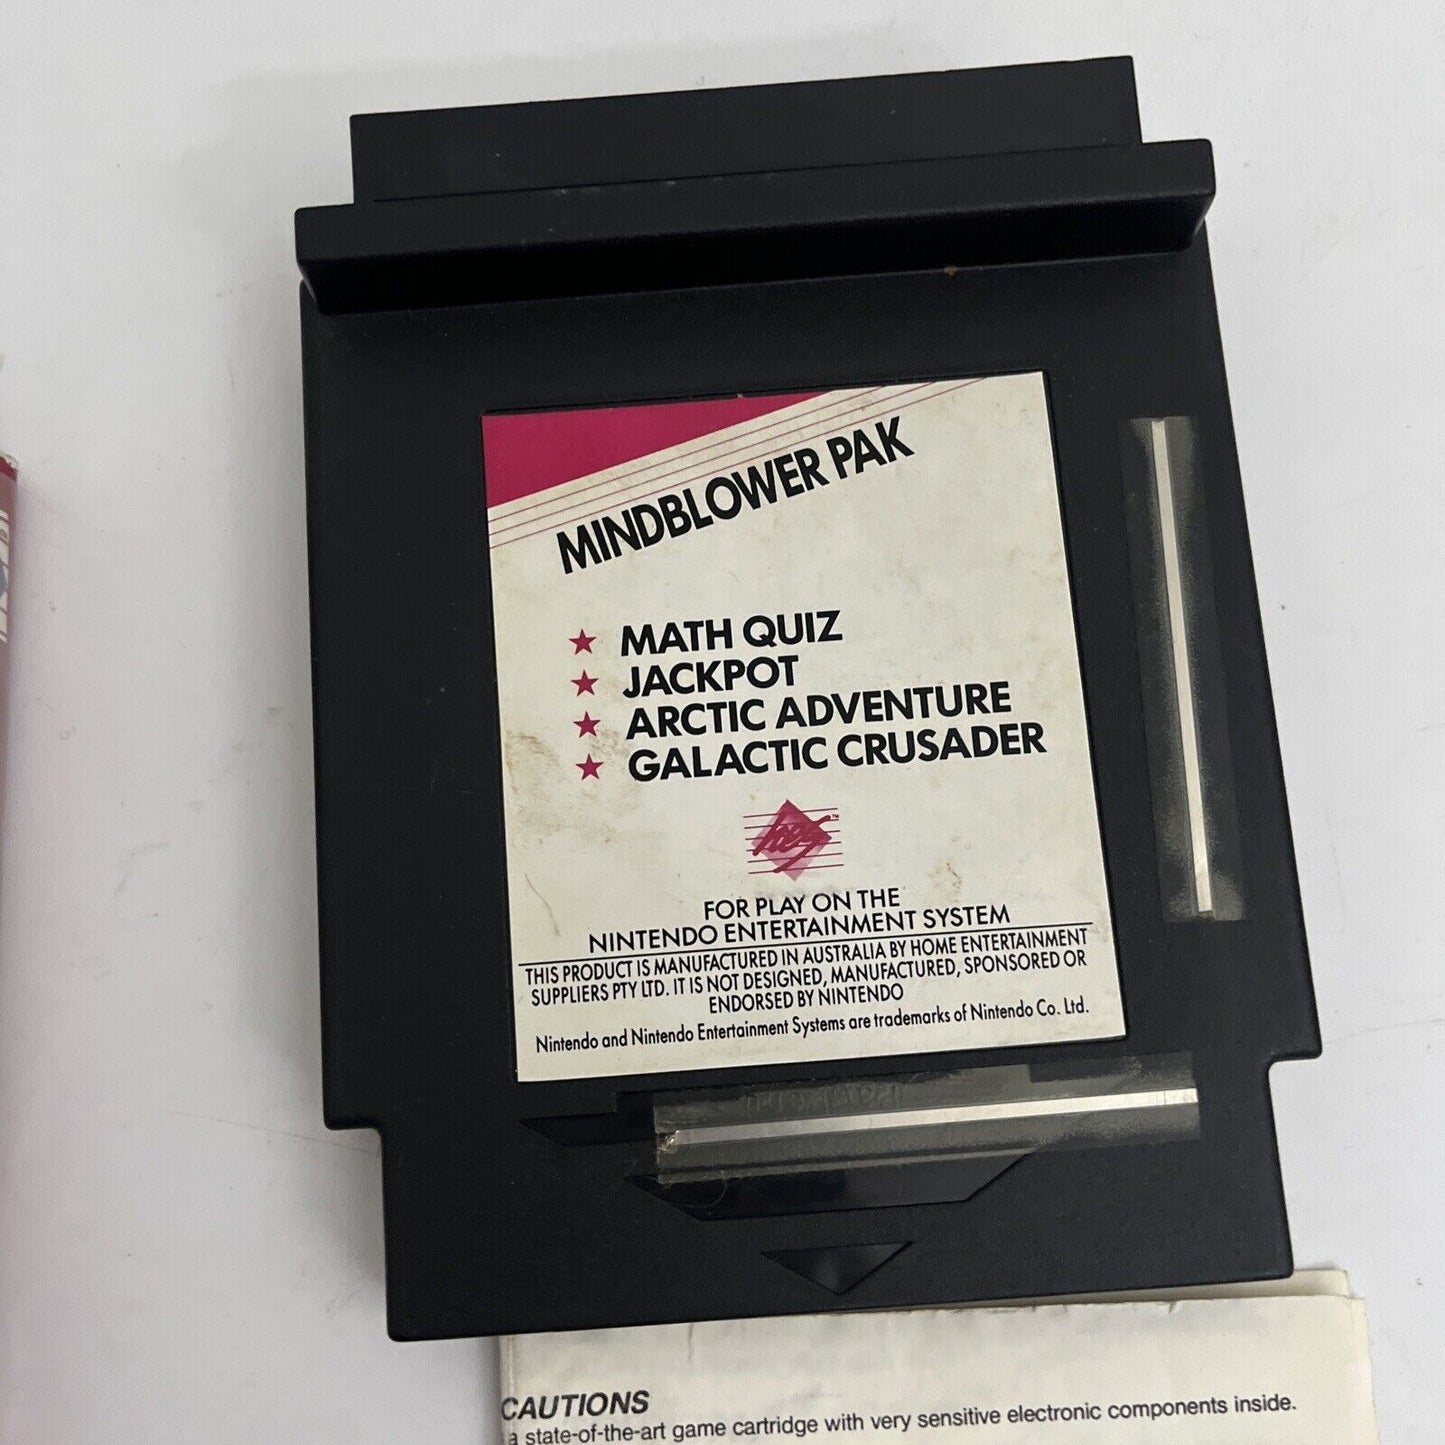 MINDBLOWER PAK
★ MATH QUIZ
★ JACKPOT
★ ARCTIC ADVENTURE
★ GALACTIC CRUSADER
hes™
FOR PLAY ON THE
NINTENDO ENTERTAINMENT SYSTEM
THIS PRODUCT IS MANUFACTURED IN AUSTRALIA BY HOME ENTERTAINMENT
SUPPLIERS PTY LTD. IT IS NOT DESIGNED, MANUFACTURED, SPONSORED OR
ENDORSED BY NINTENDO
Nintendo and Nintendo Entertainment Systems are trademarks of Nintendo Co. Ltd.
CAUTIONS
a state-of-the-art game cartridge with very sensitive electronic components inside.